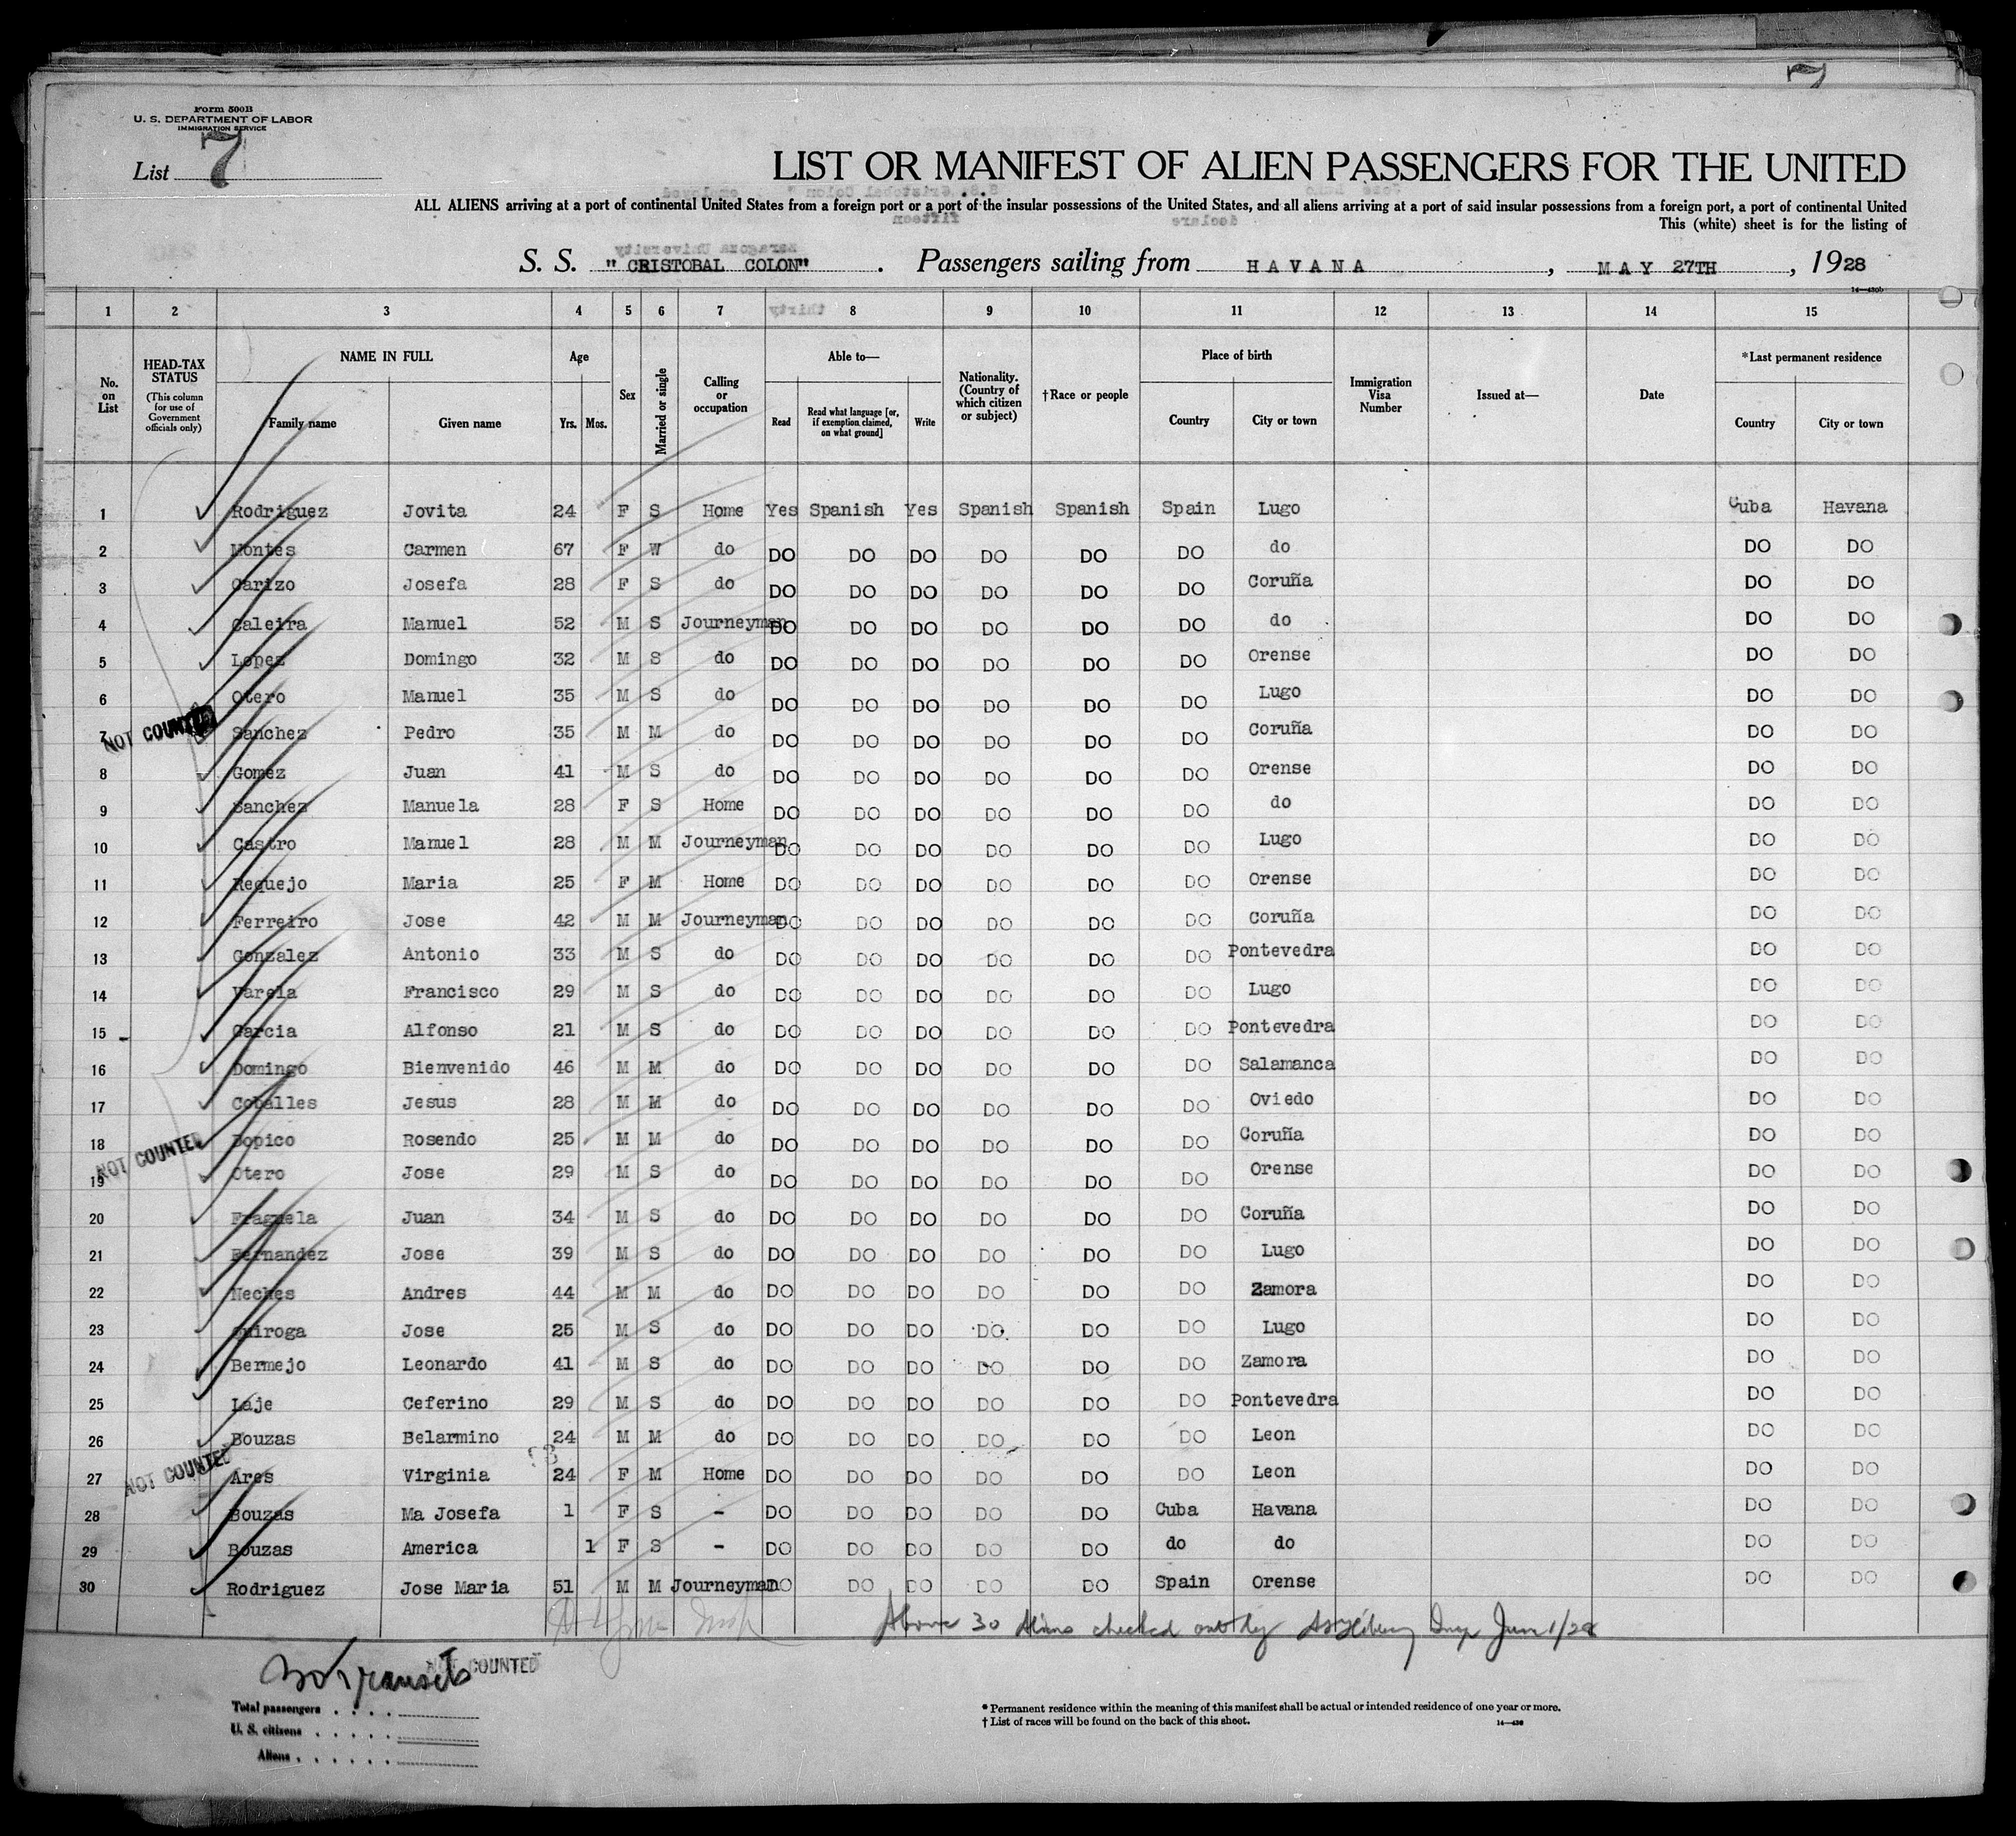 7
Form 500B
U. S. DEPARTMENT OF LABOR
IMMIGRATION SERVICE
List 7
LIST OR MANIFEST OF ALIEN PASSENGERS FOR THE UNITED
ALL ALIENS arriving at a port of continental United States from a foreign port or a port of the insular possessions of the United States, and all aliens arriving at a port of said insular possessions from a foreign port, a port of continental United
This (white) sheet is for the listing of
S. S. "CRISTOBAL COLON". Passengers sailing from HAVANA, MAY 27TH, 1928
1 2 3 4 5 6 7 8 9 10 11 12 13 14 15
No. on List
HEAD-TAX STATUS (This column for use of Government officials only)
NAME IN FULL Family name Given name
Age Yrs. Mos.
Sex
Married or single
Calling or occupation
Able to— Read Read what language [or, if exemption claimed, on what ground] Write
Nationality. (Country of which citizen or subject)
†Race or people
Place of birth Country City or town
Immigration Visa Number
Issued at—
Date
*Last permanent residence Country City or town
1 Rodriguez Jovita 24 F S Home Yes Spanish Yes Spanish Spanish Spain Lugo Cuba Havana
2 Montes Carmen 67 F W do DO DO DO DO DO DO do DO DO
3 Carizo Josefa 28 F S do DO DO DO DO DO DO Coruña DO DO
4 Caleira Manuel 52 M S Journeyman DO DO DO DO DO DO do DO DO
5 Lopez Domingo 32 M S do DO DO DO DO DO DO Orense DO DO
6 Otero Manuel 35 M S do DO DO DO DO DO DO Lugo DO DO
7 Sanchez Pedro 35 M M do DO DO DO DO DO DO Coruña DO DO
NOT COUNTED
8 Gomez Juan 41 M S do DO DO DO DO DO DO Orense DO DO
9 Sanchez Manuela 28 F S Home DO DO DO DO DO DO do DO DO
10 Castro Manuel 28 M M Journeyman DO DO DO DO DO DO Lugo DO DO
11 Requejo Maria 25 F M Home DO DO DO DO DO DO Orense DO DO
12 Ferreiro Jose 42 M M Journeyman DO DO DO DO DO DO Coruña DO DO
13 Gonzalez Antonio 33 M S do DO DO DO DO DO DO Pontevedra DO DO
14 Varela Francisco 29 M S do DO DO DO DO DO DO Lugo DO DO
15 Garcia Alfonso 21 M S do DO DO DO DO DO DO Pontevedra DO DO
16 Domingo Bienvenido 46 M M do DO DO DO DO DO DO Salamanca DO DO
17 Coballes Jesus 28 M M do DO DO DO DO DO DO Oviedo DO DO
18 Bopico Rosendo 25 M M do DO DO DO DO DO DO Coruña DO DO
NOT COUNTED
19 Otero Jose 29 M S do DO DO DO DO DO DO Orense DO DO
20 Fraguela Juan 34 M S do DO DO DO DO DO DO Coruña DO DO
21 Fernandez Jose 39 M S do DO DO DO DO DO DO Lugo DO DO
22 Neches Andres 44 M M do DO DO DO DO DO DO Zamora DO DO
23 Quiroga Jose 25 M S do DO DO DO DO DO DO Lugo DO DO
24 Bermejo Leonardo 41 M S do DO DO DO DO DO DO Zamora DO DO
25 Laje Ceferino 29 M S do DO DO DO DO DO DO Pontevedra DO DO
26 Bouzas Belarmino 24 M M do DO DO DO DO DO DO Leon DO DO
NOT COUNTED
27 Ares Virginia 24 F M Home DO DO DO DO DO DO Leon DO DO
28 Bouzas Ma Josefa 1 F S - DO DO DO DO DO Cuba Havana DO DO
29 Bouzas America 1 F S - DO DO DO DO DO do do DO DO
30 Rodriguez Jose Maria 51 M M Journeyman DO DO DO DO DO Spain Orense DO DO
Above 30 Aliens checked out by Insp June 1/28
30 Transits
NOT COUNTED
Total passengers
U. S. citizens
Aliens
* Permanent residence within the meaning of this manifest shall be actual or intended residence of one year or more.
† List of races will be found on the back of this sheet.
14—430